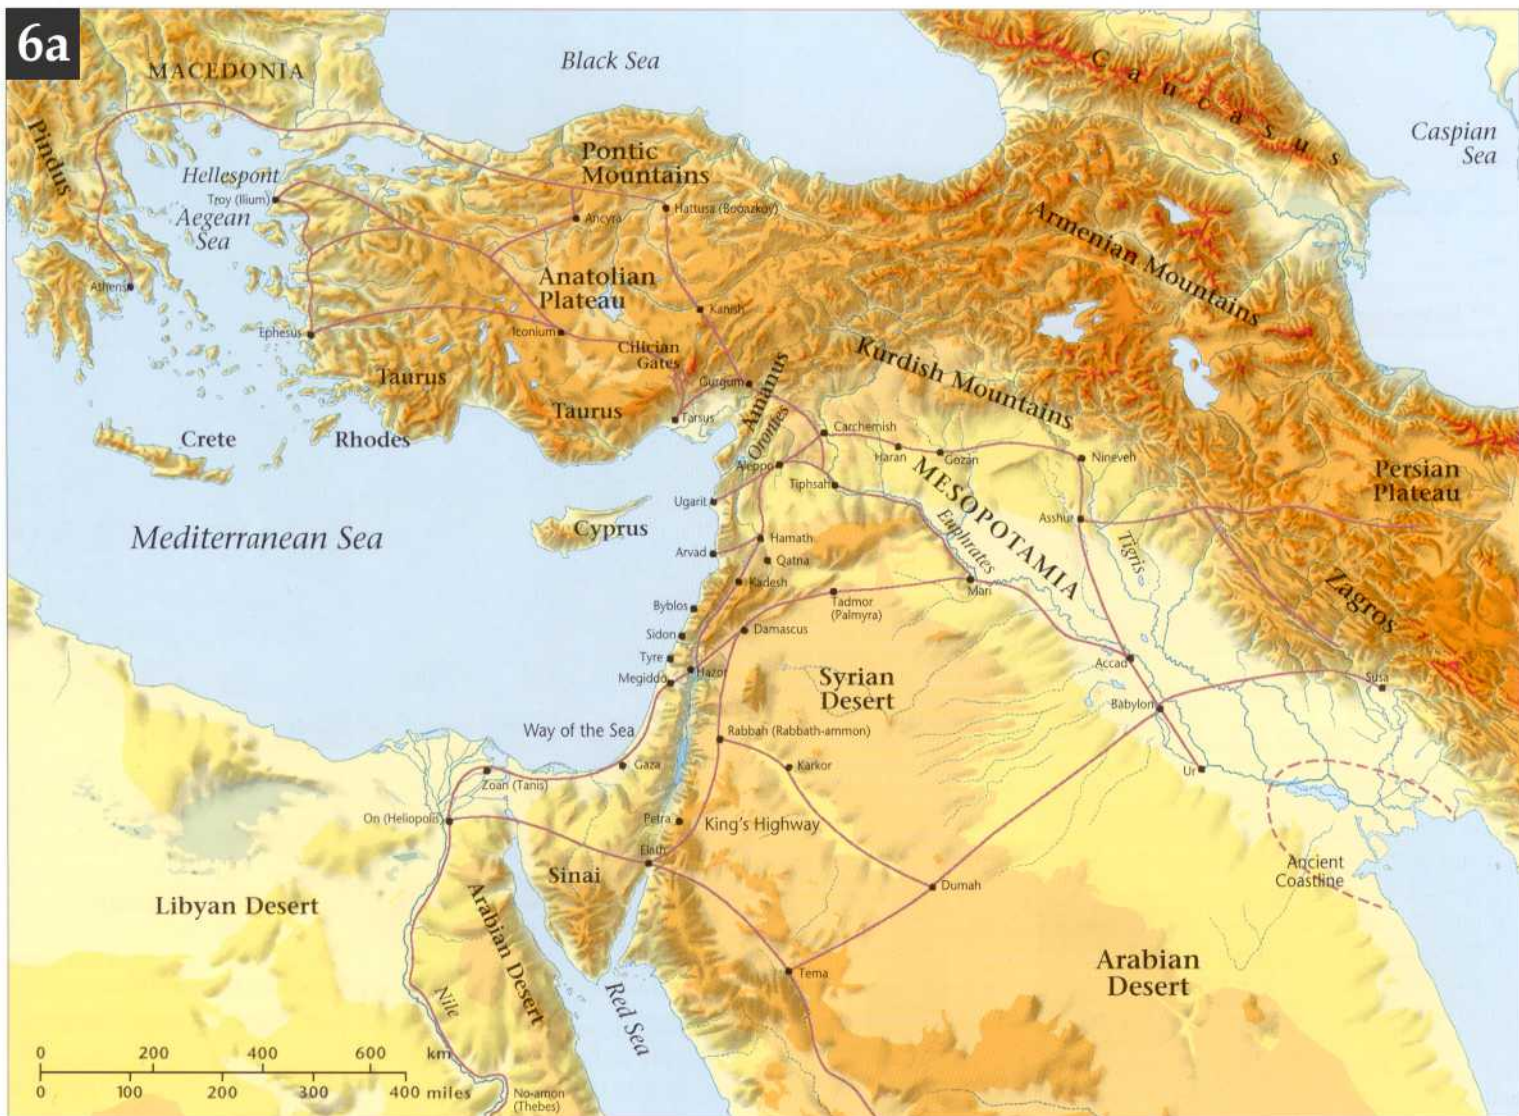 6a
MACEDONIA
Black Sea
Caucasus
Caspian
Sea
Pindus
Pontic
Mountains
Hellespont
Troy (Ilium)
Aegean
Sea
Ancyra
Hattusa (Boğazköy)
Armenian Mountains
Athens
Anatolian
Plateau
Kanish
Ephesus
Iconium
Cilician
Gates
Kurdish Mountains
Taurus
Gurgum
Amanus
Taurus
Tarsus
Orontes
Crete
Rhodes
Carchemish
Haran
Gozan
Nineveh
Aleppo
Tiphsah
MESOPOTAMIA
Persian
Plateau
Ugarit
Mediterranean Sea
Cyprus
Asshur
Euphrates
Tigris
Arvad
Hamath
Qatna
Kadesh
Mari
Zagros
Byblos
Tadmor
(Palmyra)
Sidon
Damascus
Tyre
Hazor
Accad
Megiddo
Syrian
Desert
Susa
Babylon
Way of the Sea
Rabbah (Rabbath-ammon)
Gaza
Karkor
Ur
Zoan (Tanis)
On (Heliopolis)
Petra
King's Highway
Elath
Sinai
Ancient
Coastline
Dumah
Libyan Desert
Arabian Desert
Tema
Arabian
Desert
Nile
Red Sea
0 200 400 600 km
0 100 200 300 400 miles
No-amon
(Thebes)